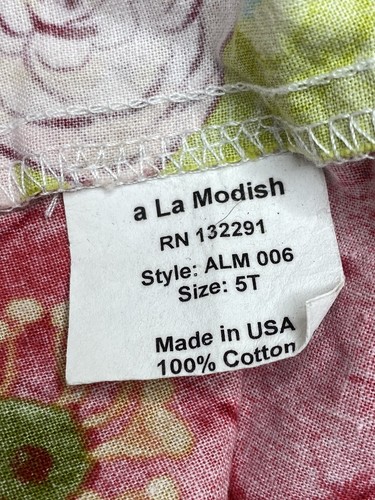 a La Modish
RN 132291
Style: ALM 006
Size: 5T
Made in USA
100% Cotton